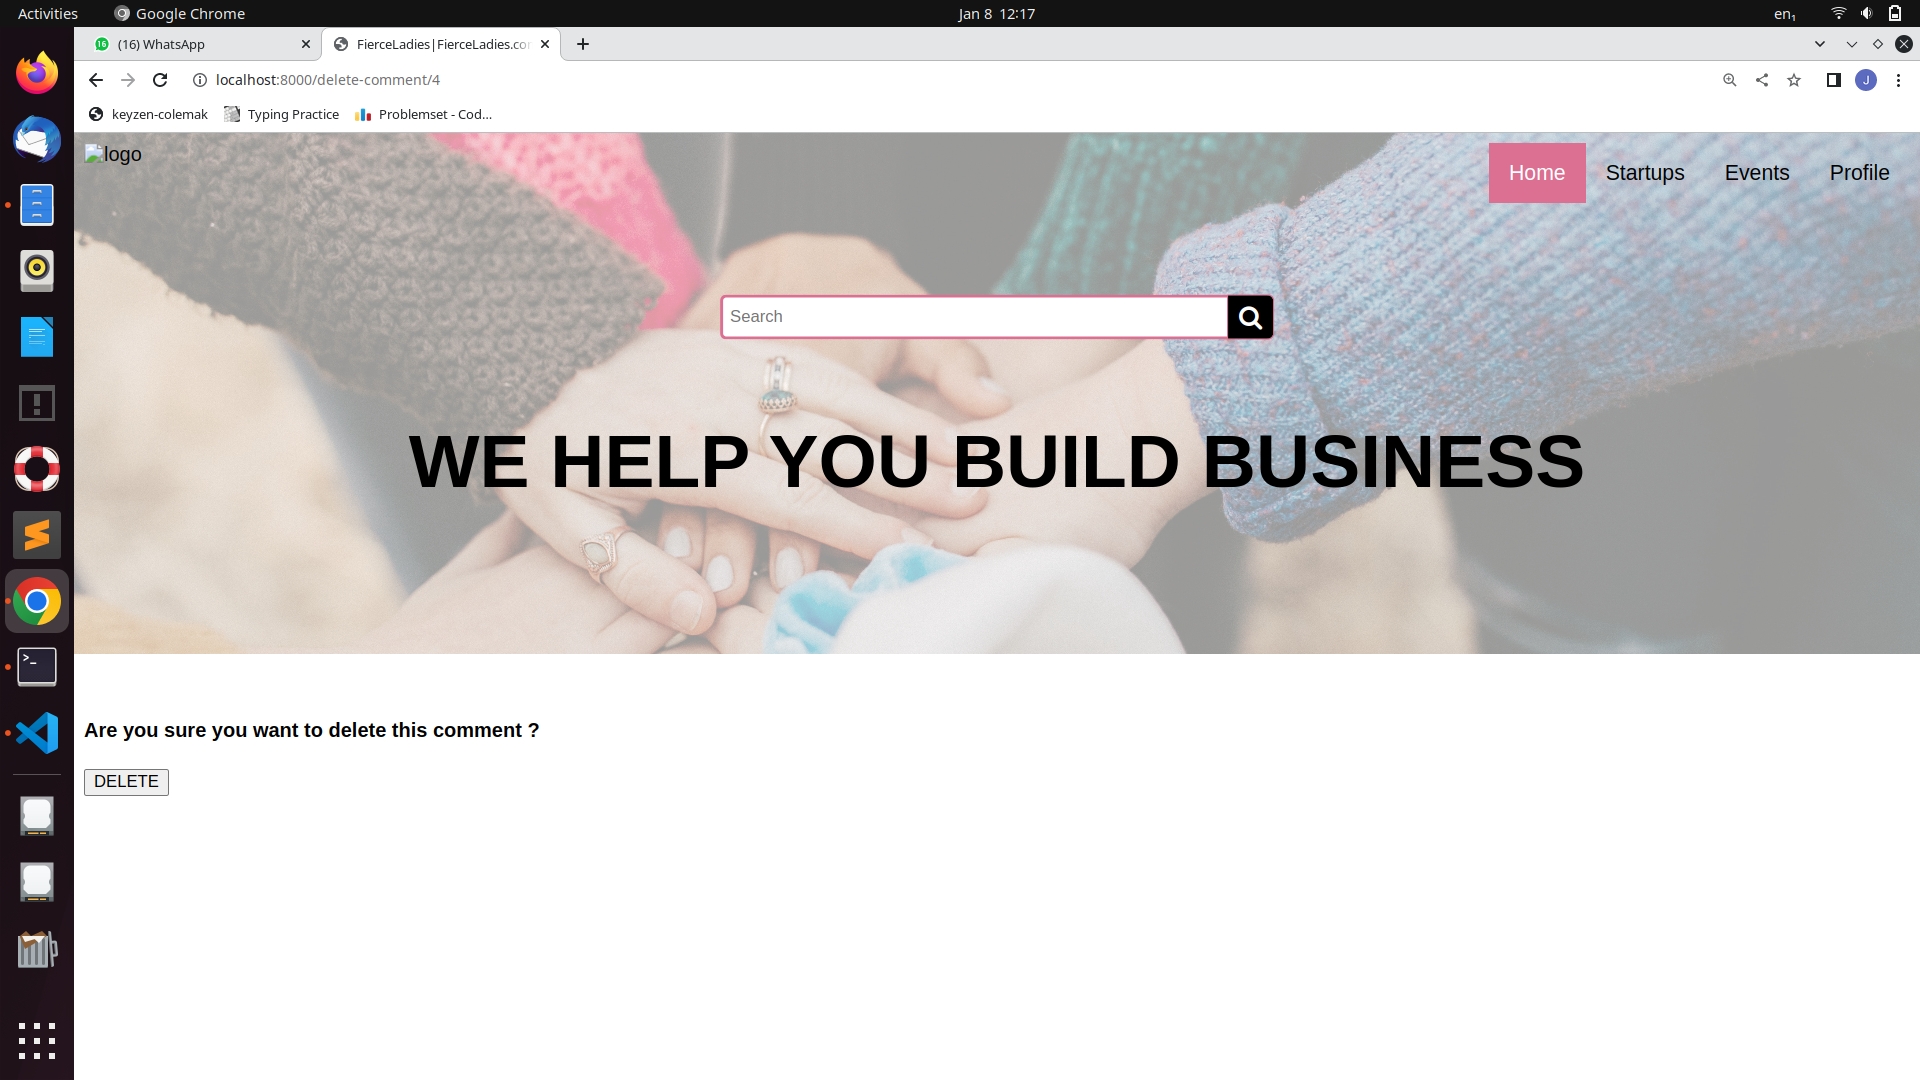 Activities
Google Chrome
Jan 8 12:17
en₁
16
(16) WhatsApp
FierceLadies|FierceLadies.co
localhost:8000/delete-comment/4
J
keyzen-colemak
Typing Practice
Problemset - Cod...
logo
Home
Startups
Events
Profile
Search
WE HELP YOU BUILD BUSINESS
Are you sure you want to delete this comment ?
DELETE